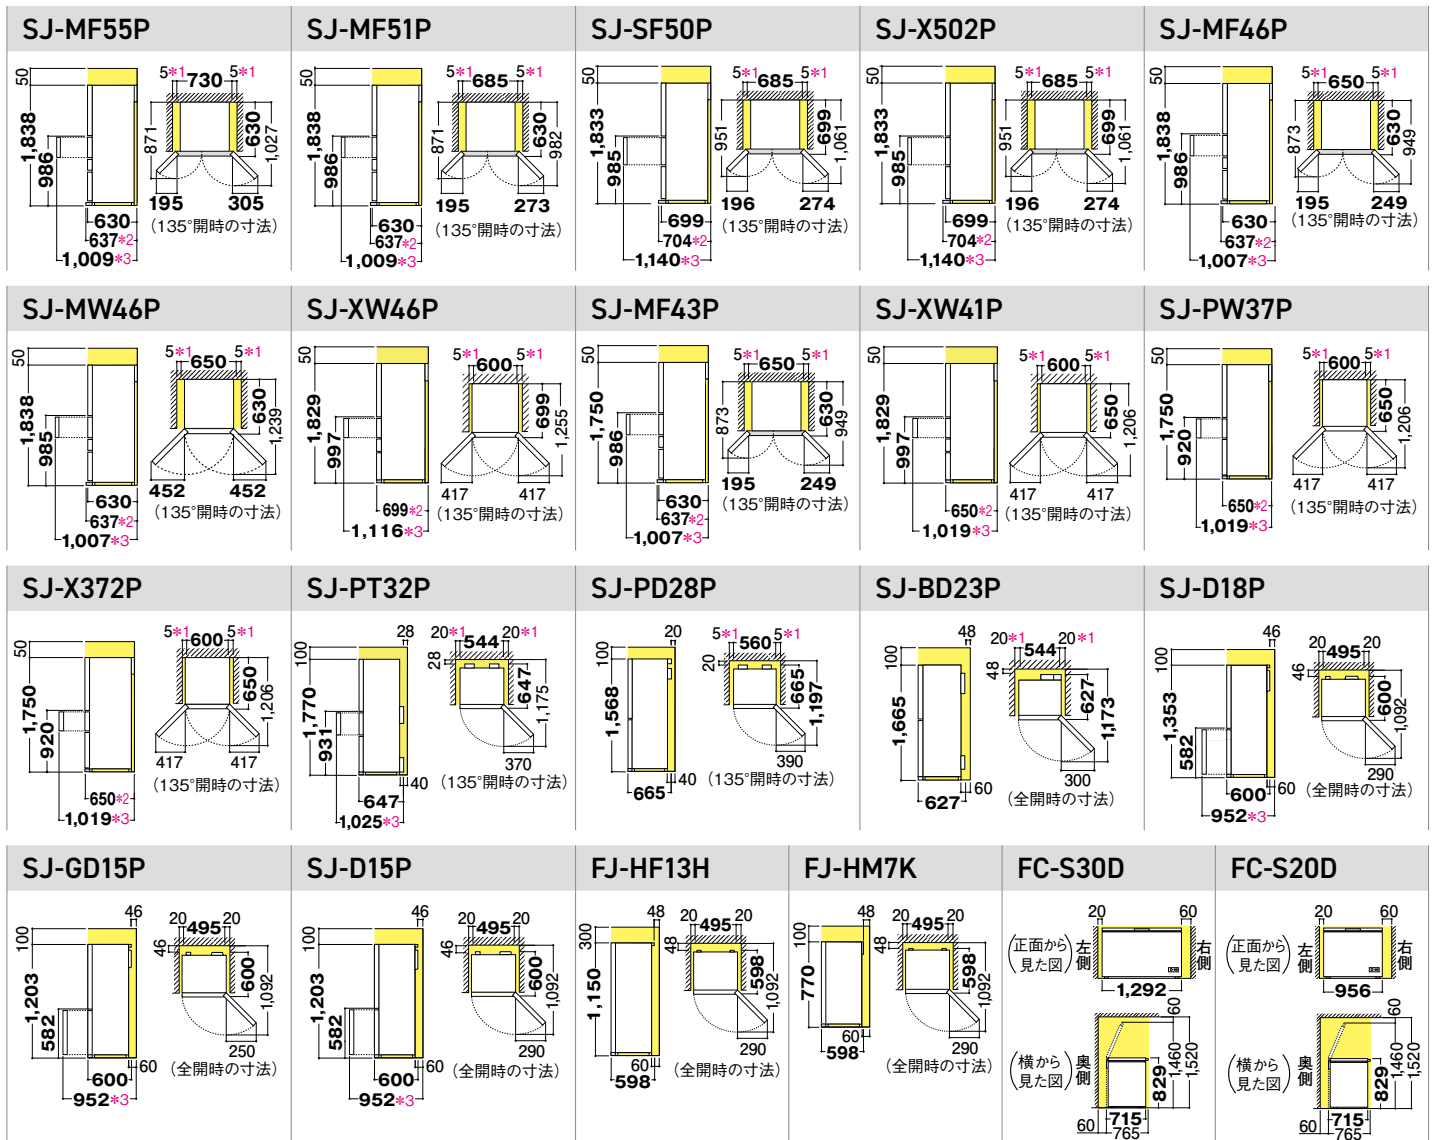 SJ-MF55P
50
1,838
986
630
637*2
1,009*3
5*1 730 5*1
871
630
1,027
195 305
(135°開時の寸法)
SJ-MF51P
50
1,838
986
630
637*2
1,009*3
5*1 685 5*1
871
630
982
195 273
(135°開時の寸法)
SJ-SF50P
50
1,833
985
699
704*2
1,140*3
5*1 685 5*1
951
699
1,061
196 274
(135°開時の寸法)
SJ-X502P
50
1,833
985
699
704*2
1,140*3
5*1 685 5*1
951
699
1,061
196 274
(135°開時の寸法)
SJ-MF46P
50
1,838
986
630
637*2
1,007*3
5*1 650 5*1
873
630
949
195 249
(135°開時の寸法)
SJ-MW46P
50
1,838
985
630
637*2
1,007*3
5*1 650 5*1
630
1,239
452 452
(135°開時の寸法)
SJ-XW46P
50
1,829
997
699*2
1,116*3
5*1 600 5*1
699
1,255
417 417
(135°開時の寸法)
SJ-MF43P
50
1,750
986
630
637*2
1,007*3
5*1 650 5*1
873
630
949
195 249
(135°開時の寸法)
SJ-XW41P
50
1,829
997
650*2
1,019*3
5*1 600 5*1
650
1,206
417 417
(135°開時の寸法)
SJ-PW37P
50
1,750
920
650*2
1,019*3
5*1 600 5*1
650
1,206
417 417
(135°開時の寸法)
SJ-X372P
50
1,750
920
650*2
1,019*3
5*1 600 5*1
650
1,206
417 417
(135°開時の寸法)
SJ-PT32P
28
100
1,770
931
40
647
1,025*3
20*1 544 20*1
28
647
1,175
370
(135°開時の寸法)
SJ-PD28P
20
100
1,568
40
665
5*1 560 5*1
20
665
1,197
390
(135°開時の寸法)
SJ-BD23P
48
100
1,665
60
627
20*1 544 20*1
48
627
1,173
300
(全開時の寸法)
SJ-D18P
46
100
1,353
582
600
60
952*3
20 495 20
46
600
1,092
290
(全開時の寸法)
SJ-GD15P
46
100
1,203
582
60
600
952*3
20 495 20
46
600
1,092
250
(全開時の寸法)
SJ-D15P
46
100
1,203
582
60
600
952*3
20 495 20
46
600
1,092
290
(全開時の寸法)
FJ-HF13H
48
300
1,150
60
598
20 495 20
48
598
1,092
290
(全開時の寸法)
FJ-HM7K
48
100
770
60
598
20 495 20
48
598
1,092
290
(全開時の寸法)
FC-S30D
20 60
(正面から
見た図)
左側
右側
1,292
60
(横から
見た図)
奥側
829
1,460
1,520
60
715
765
FC-S20D
20 60
(正面から
見た図)
左側
右側
956
60
(横から
見た図)
奥側
829
1,460
1,520
60
715
765